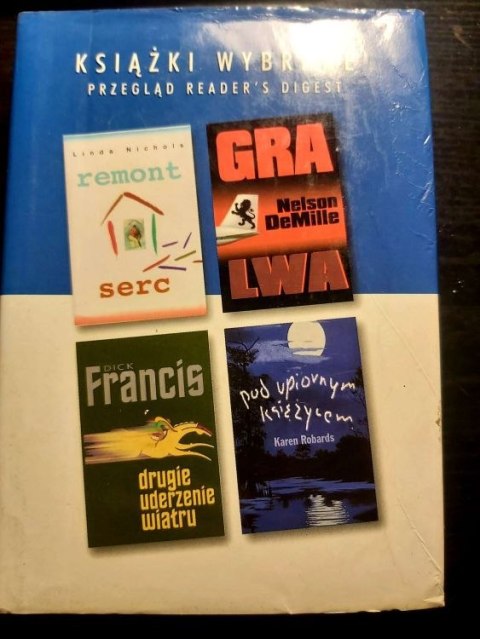 KSIĄŻKI WYBRANE
PRZEGLĄD READER'S DIGEST
Linda Nichols
remont
serc
GRA
Nelson
DeMille
LWA
DICK
Francis
drugie
uderzenie
wiatru
pod upiornym
księżycem
Karen Robards